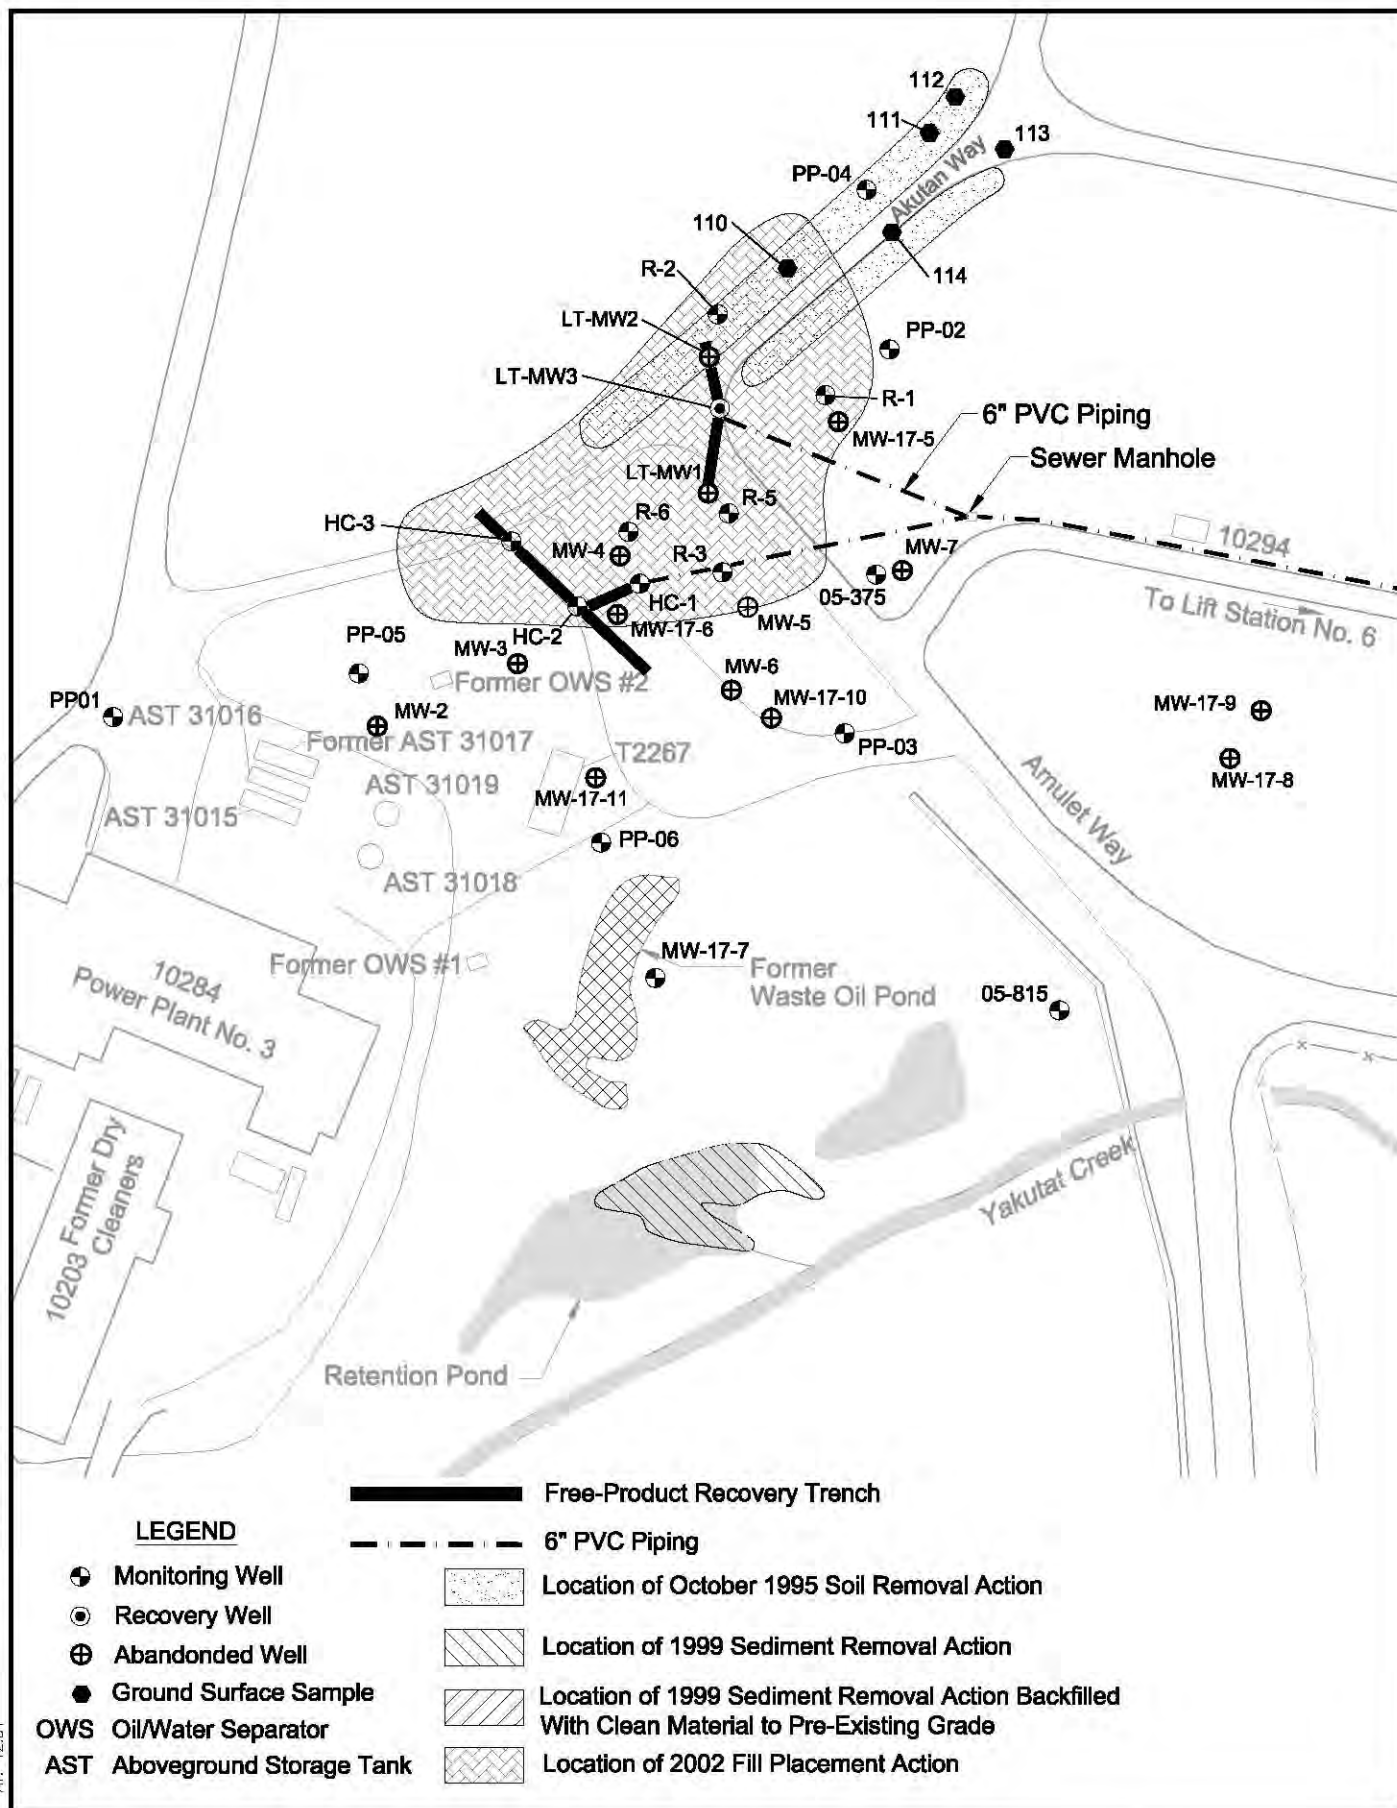 112
111
113
PP-04
Akutan Way
110
114
R-2
LT-MW2
PP-02
LT-MW3
R-1
6" PVC Piping
MW-17-5
Sewer Manhole
LT-MW1
R-5
HC-3
R-6
10294
MW-4
R-3
MW-7
05-375
HC-1
To Lift Station No. 6
MW-17-6
MW-5
HC-2
PP-05
MW-3
MW-6
Former OWS #2
MW-17-10
MW-17-9
PP01
AST 31016
MW-2
PP-03
Former AST 31017
T2267
MW-17-8
AST 31019
MW-17-11
Amulet Way
AST 31015
PP-06
AST 31018
MW-17-7
Former OWS #1
Former
Waste Oil Pond
05-815
10284
Power Plant No. 3
10203 Former Dry
Cleaners
Yakutat Creek
Retention Pond
Free-Product Recovery Trench
LEGEND
6" PVC Piping
Monitoring Well
Location of October 1995 Soil Removal Action
Recovery Well
Abandonded Well
Location of 1999 Sediment Removal Action
Ground Surface Sample
Location of 1999 Sediment Removal Action Backfilled
With Clean Material to Pre-Existing Grade
OWS Oil/Water Separator
AST Aboveground Storage Tank
Location of 2002 Fill Placement Action